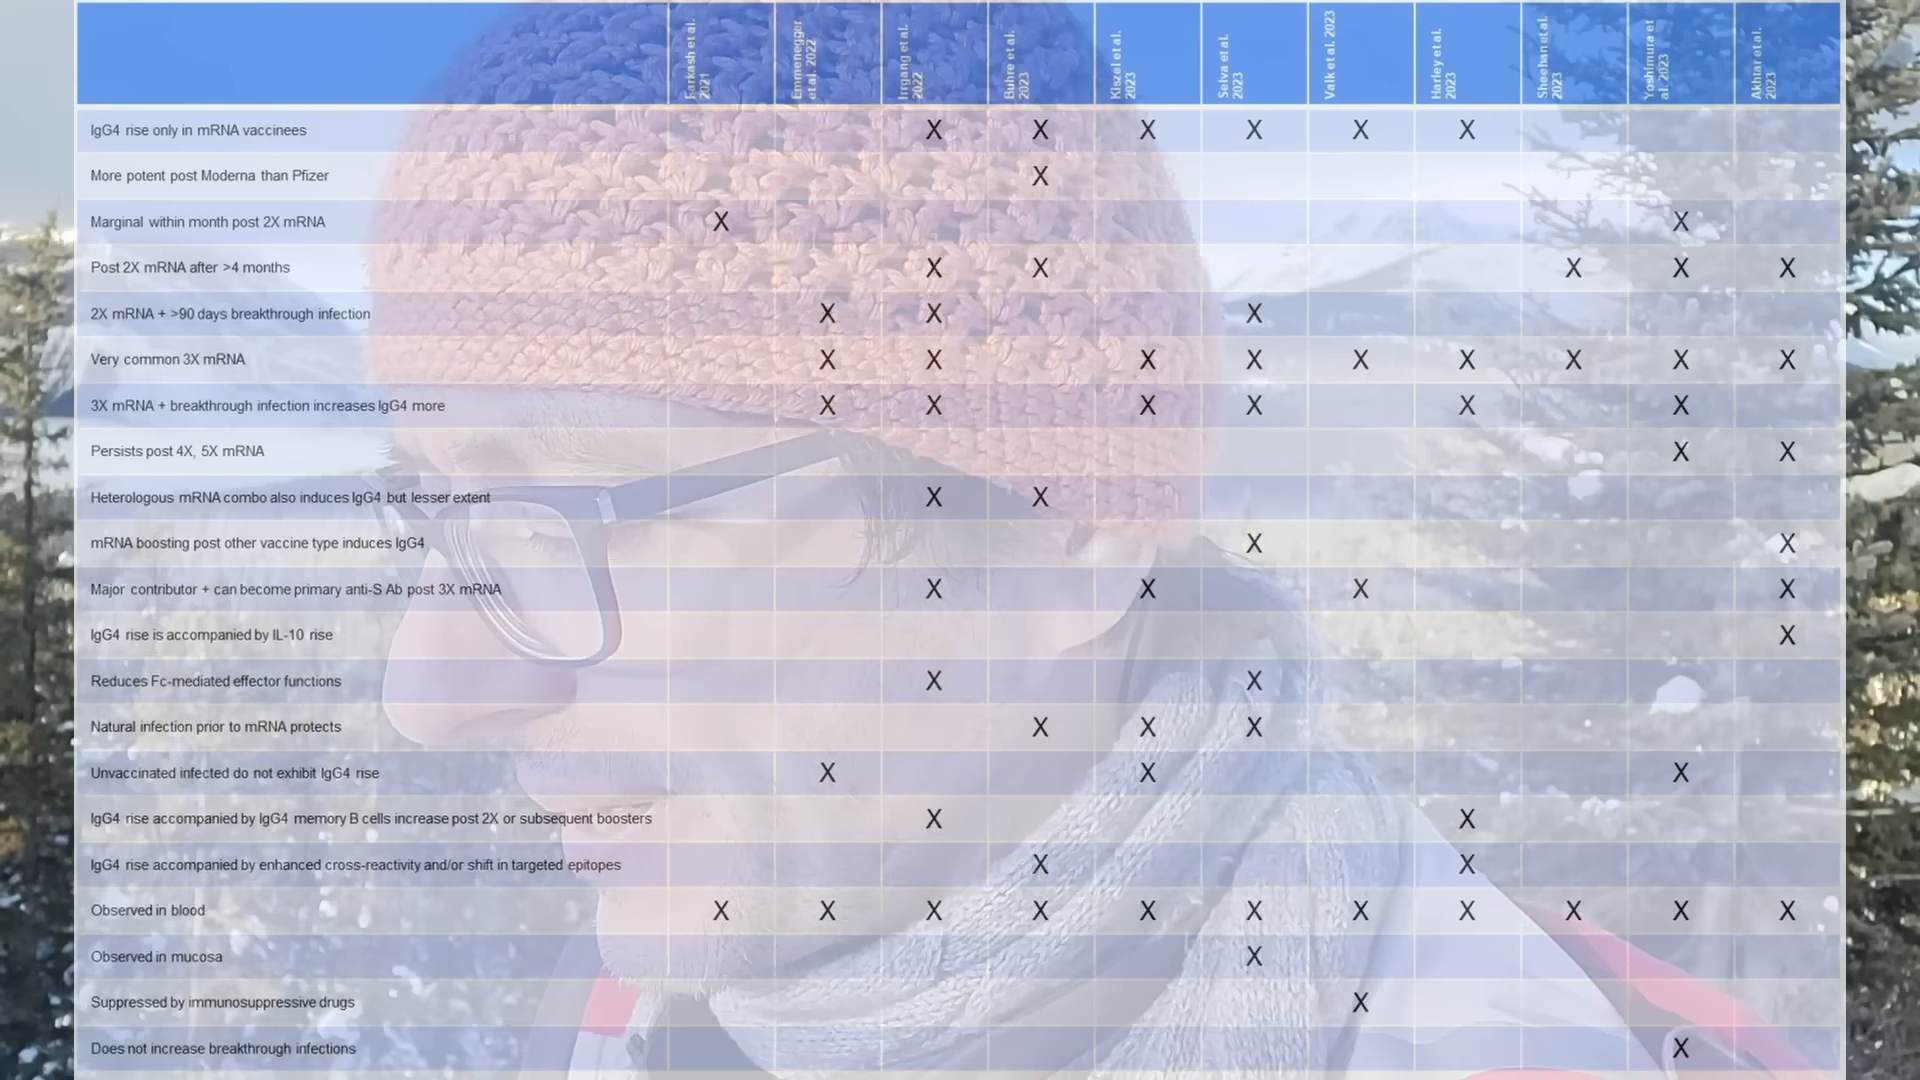 Farkash et al. 2021
Emmenegger et al. 2022
Irrgang et al. 2022
Buhre et al. 2023
Kiszel et al. 2023
Selva et al. 2023
Valk et al. 2023
Harley et al. 2023
Sheehan et al. 2023
Yoshimura et al. 2023
Akhtar et al. 2023
IgG4 rise only in mRNA vaccinees X X X X X X
More potent post Moderna than Pfizer X
Marginal within month post 2X mRNA X X
Post 2X mRNA after >4 months X X X X X
2X mRNA + >90 days breakthrough infection X X X
Very common 3X mRNA X X X X X X X X X
3X mRNA + breakthrough infection increases IgG4 more X X X X X X
Persists post 4X, 5X mRNA X X
Heterologous mRNA combo also induces IgG4 but lesser extent X X
mRNA boosting post other vaccine type induces IgG4 X X
Major contributor + can become primary anti-S Ab post 3X mRNA X X X X
IgG4 rise is accompanied by IL-10 rise X
Reduces Fc-mediated effector functions X X
Natural infection prior to mRNA protects X X X
Unvaccinated infected do not exhibit IgG4 rise X X X
IgG4 rise accompanied by IgG4 memory B cells increase post 2X or subsequent boosters X X
IgG4 rise accompanied by enhanced cross-reactivity and/or shift in targeted epitopes X X
Observed in blood X X X X X X X X X X X
Observed in mucosa X
Suppressed by immunosuppressive drugs X
Does not increase breakthrough infections X